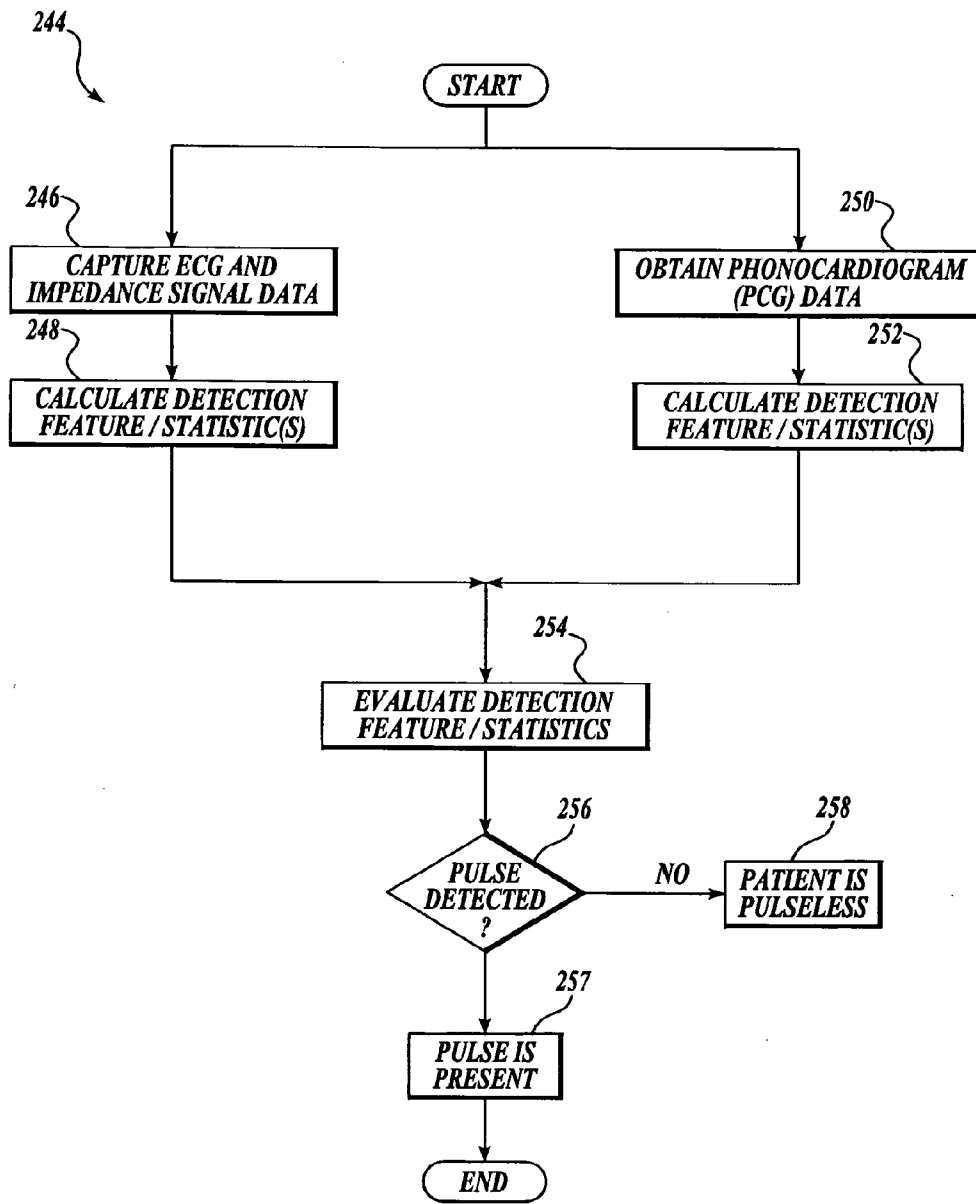 244
START
246
CAPTURE ECG AND
IMPEDANCE SIGNAL DATA
250
OBTAIN PHONOCARDIOGRAM
(PCG) DATA
248
CALCULATE DETECTION
FEATURE / STATISTIC(S)
252
CALCULATE DETECTION
FEATURE / STATISTIC(S)
254
EVALUATE DETECTION
FEATURE / STATISTICS
256
PULSE
DETECTED
?
NO
258
PATIENT IS
PULSELESS
257
PULSE IS
PRESENT
END